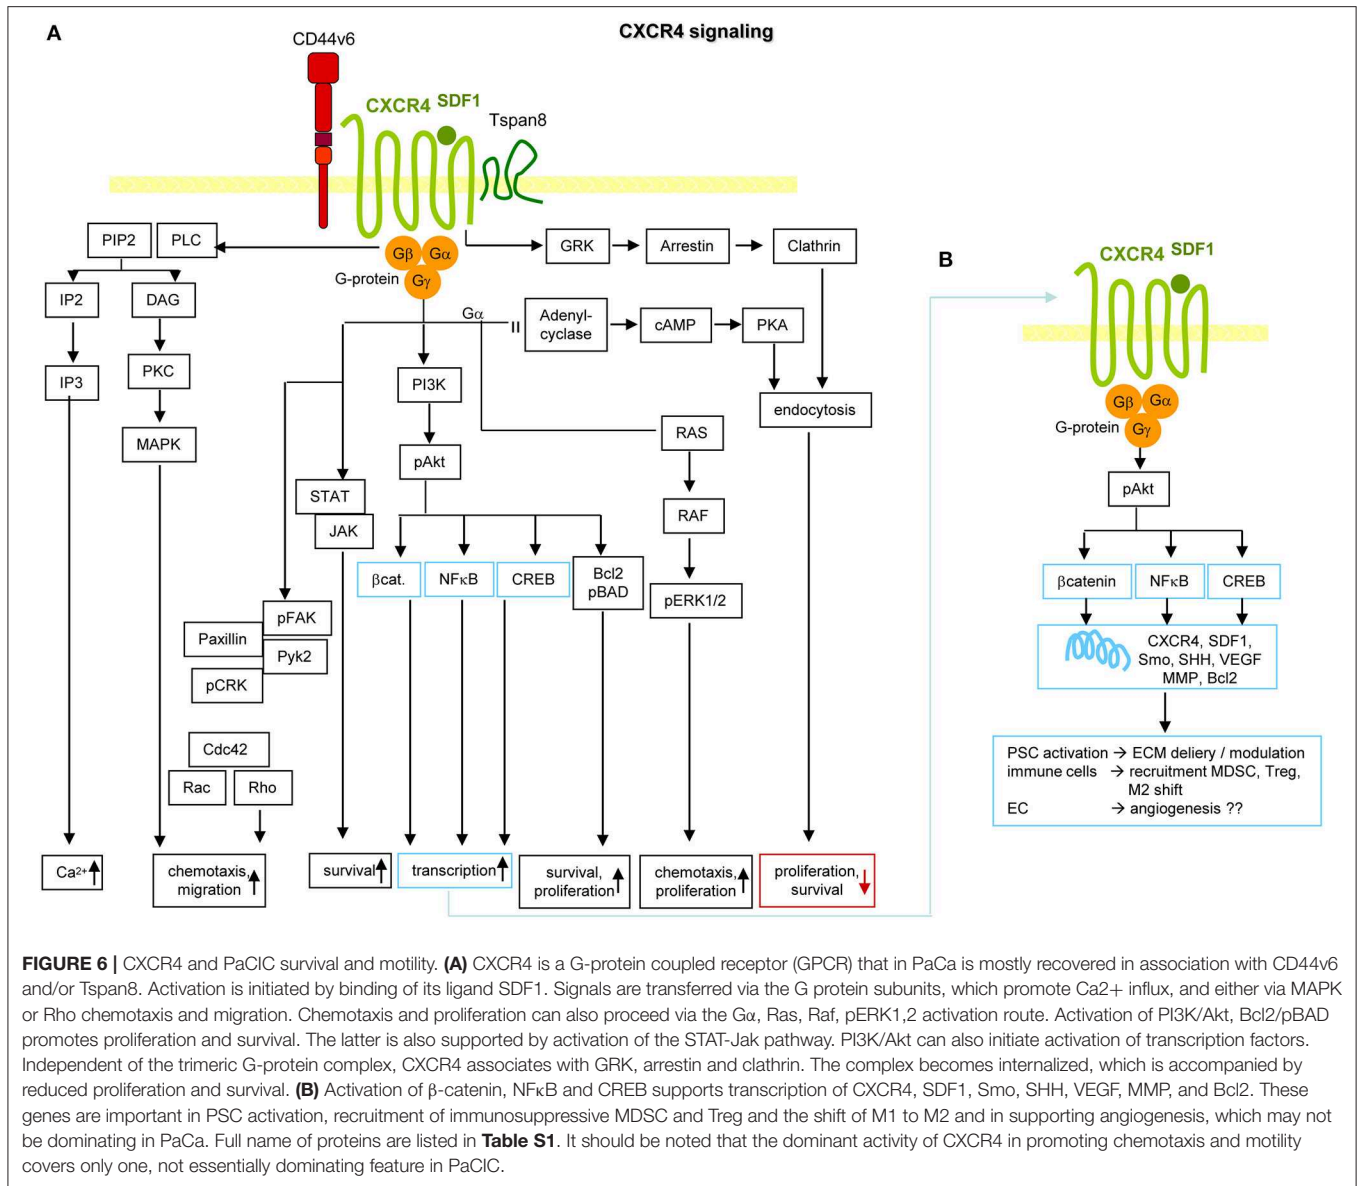 A
CXCR4 signaling
CD44v6
CXCR4 SDF1
Tspan8
PIP2
PLC
Gβ
Gα
Gγ
G-protein
GRK
Arrestin
Clathrin
IP2
DAG
Gα
Adenyl-
cyclase
cAMP
PKA
IP3
PKC
PI3K
endocytosis
MAPK
pAkt
RAS
STAT
JAK
RAF
βcat.
NFκB
CREB
Bcl2
pBAD
pERK1/2
pFAK
Paxillin
Pyk2
pCRK
Cdc42
Rac
Rho
Ca2+
chemotaxis,
migration
survival
transcription
survival,
proliferation
chemotaxis,
proliferation
proliferation,
survival
B
CXCR4 SDF1
Gβ
Gα
G-protein
Gγ
pAkt
βcatenin
NFκB
CREB
CXCR4, SDF1,
Smo, SHH, VEGF
MMP, Bcl2
PSC activation → ECM deliery / modulation
immune cells → recruitment MDSC, Treg,
M2 shift
EC → angiogenesis ??
FIGURE 6 | CXCR4 and PaCIC survival and motility. (A) CXCR4 is a G-protein coupled receptor (GPCR) that in PaCa is mostly recovered in association with CD44v6
and/or Tspan8. Activation is initiated by binding of its ligand SDF1. Signals are transferred via the G protein subunits, which promote Ca2+ influx, and either via MAPK
or Rho chemotaxis and migration. Chemotaxis and proliferation can also proceed via the Gα, Ras, Raf, pERK1,2 activation route. Activation of PI3K/Akt, Bcl2/pBAD
promotes proliferation and survival. The latter is also supported by activation of the STAT-Jak pathway. PI3K/Akt can also initiate activation of transcription factors.
Independent of the trimeric G-protein complex, CXCR4 associates with GRK, arrestin and clathrin. The complex becomes internalized, which is accompanied by
reduced proliferation and survival. (B) Activation of β-catenin, NFκB and CREB supports transcription of CXCR4, SDF1, Smo, SHH, VEGF, MMP, and Bcl2. These
genes are important in PSC activation, recruitment of immunosuppressive MDSC and Treg and the shift of M1 to M2 and in supporting angiogenesis, which may not
be dominating in PaCa. Full name of proteins are listed in Table S1. It should be noted that the dominant activity of CXCR4 in promoting chemotaxis and motility
covers only one, not essentially dominating feature in PaCIC.